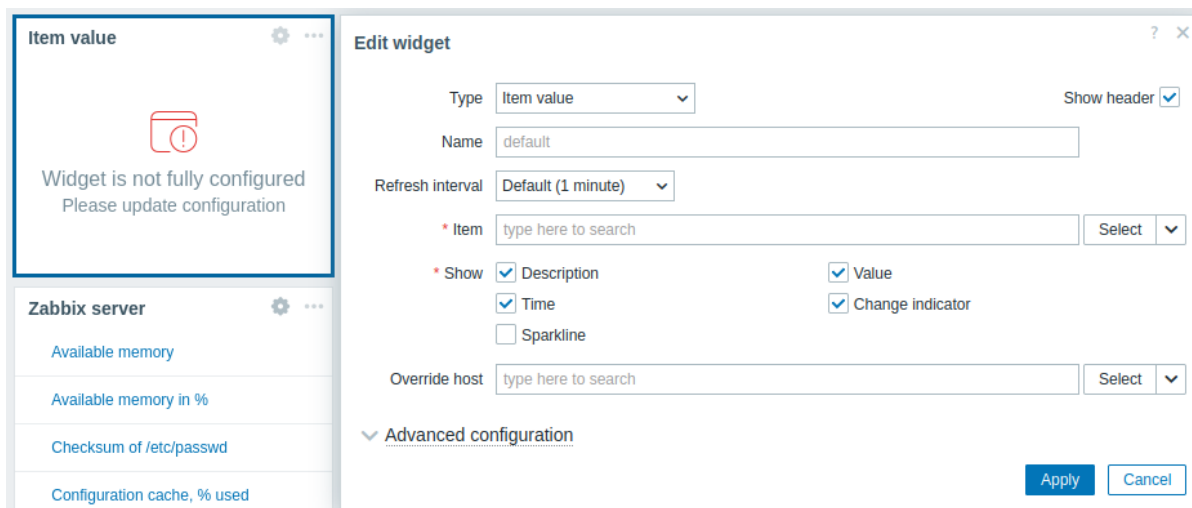 Item value
Widget is not fully configured
Please update configuration
Zabbix server
Available memory
Available memory in %
Checksum of /etc/passwd
Configuration cache, % used
Edit widget
?
Type Item value Show header
Name default
Refresh interval Default (1 minute)
* Item type here to search Select
* Show Description Value
Time Change indicator
Sparkline
Override host type here to search Select
Advanced configuration
Apply Cancel